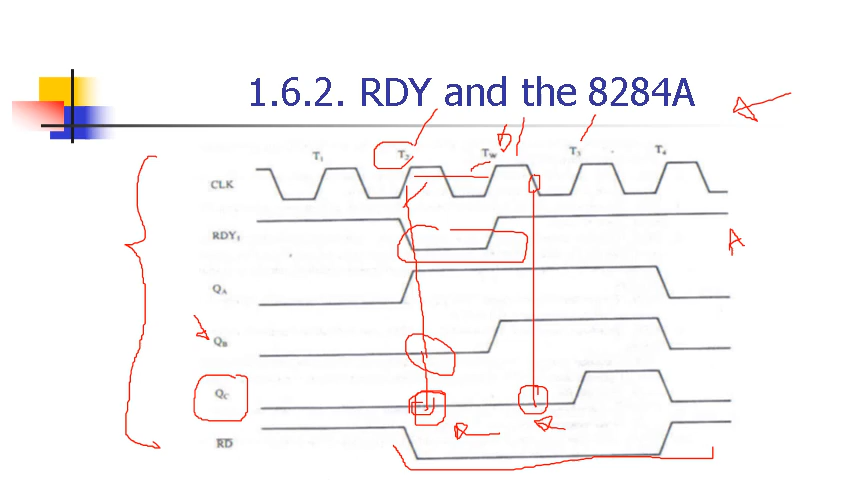 1.6.2. RDY and the 8284A
T₁ T₂ Tw T₃ T₄
CLK
RDY₁
A
QA
QB
QC
RD